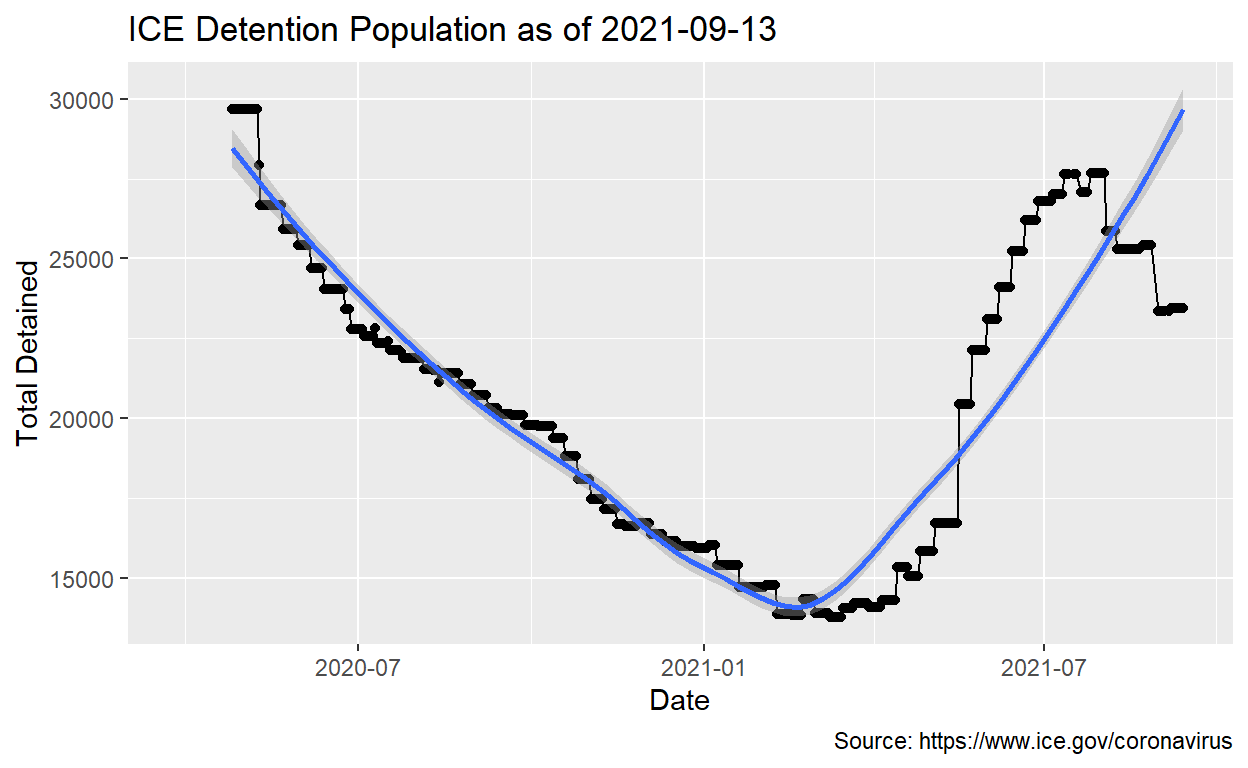 ICE Detention Population as of 2021-09-13
Total Detained
30000
25000
20000
15000
2020-07
2021-01
2021-07
Date
Source: https://www.ice.gov/coronavirus